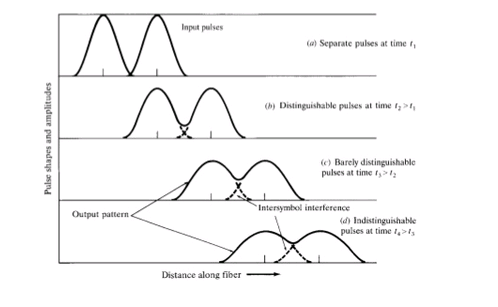 Input pulses
(a) Separate pulses at time t₁
(b) Distinguishable pulses at time t₂ > t₁
(c) Barely distinguishable
pulses at time t₃ > t₂
Intersymbol interference
Output pattern
(d) Indistinguishable
pulses at time t₄ > t₃
Pulse shapes and amplitudes
Distance along fiber